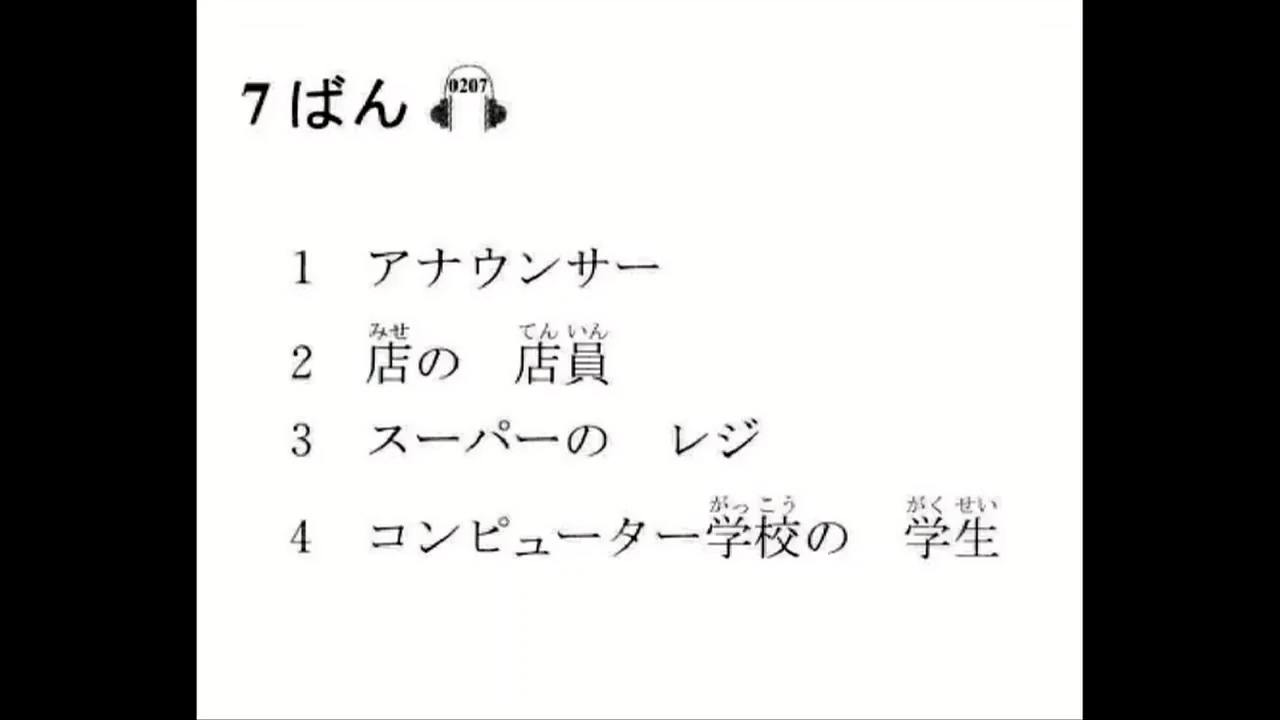 7ばん 0207
1 アナウンサー
みせ てんいん
2 店の 店員
3 スーパーの レジ
がっこう がくせい
4 コンピューター学校の 学生